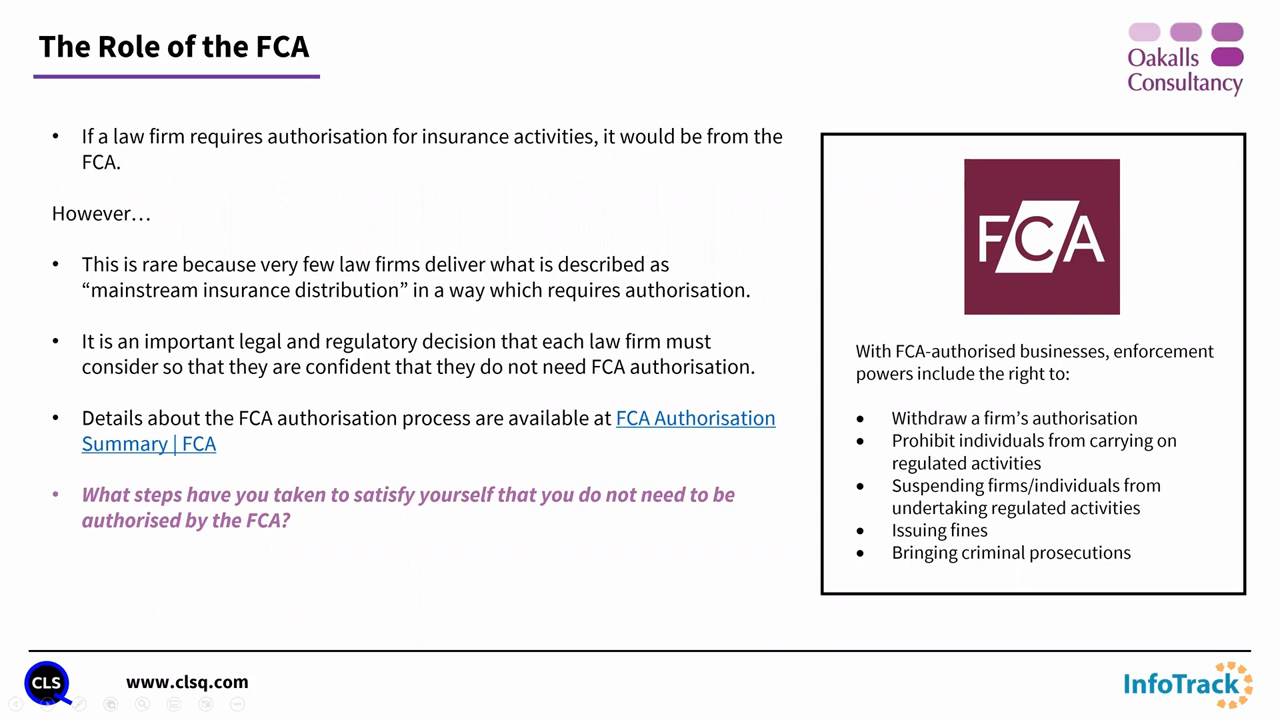 The Role of the FCA
Oakalls
Consultancy
• If a law firm requires authorisation for insurance activities, it would be from the
FCA.
However…
• This is rare because very few law firms deliver what is described as
“mainstream insurance distribution” in a way which requires authorisation.
• It is an important legal and regulatory decision that each law firm must
consider so that they are confident that they do not need FCA authorisation.
• Details about the FCA authorisation process are available at FCA Authorisation
Summary | FCA
• What steps have you taken to satisfy yourself that you do not need to be
authorised by the FCA?
FCA
With FCA-authorised businesses, enforcement
powers include the right to:
• Withdraw a firm’s authorisation
• Prohibit individuals from carrying on
regulated activities
• Suspending firms/individuals from
undertaking regulated activities
• Issuing fines
• Bringing criminal prosecutions
CLS
www.clsq.com
InfoTrack